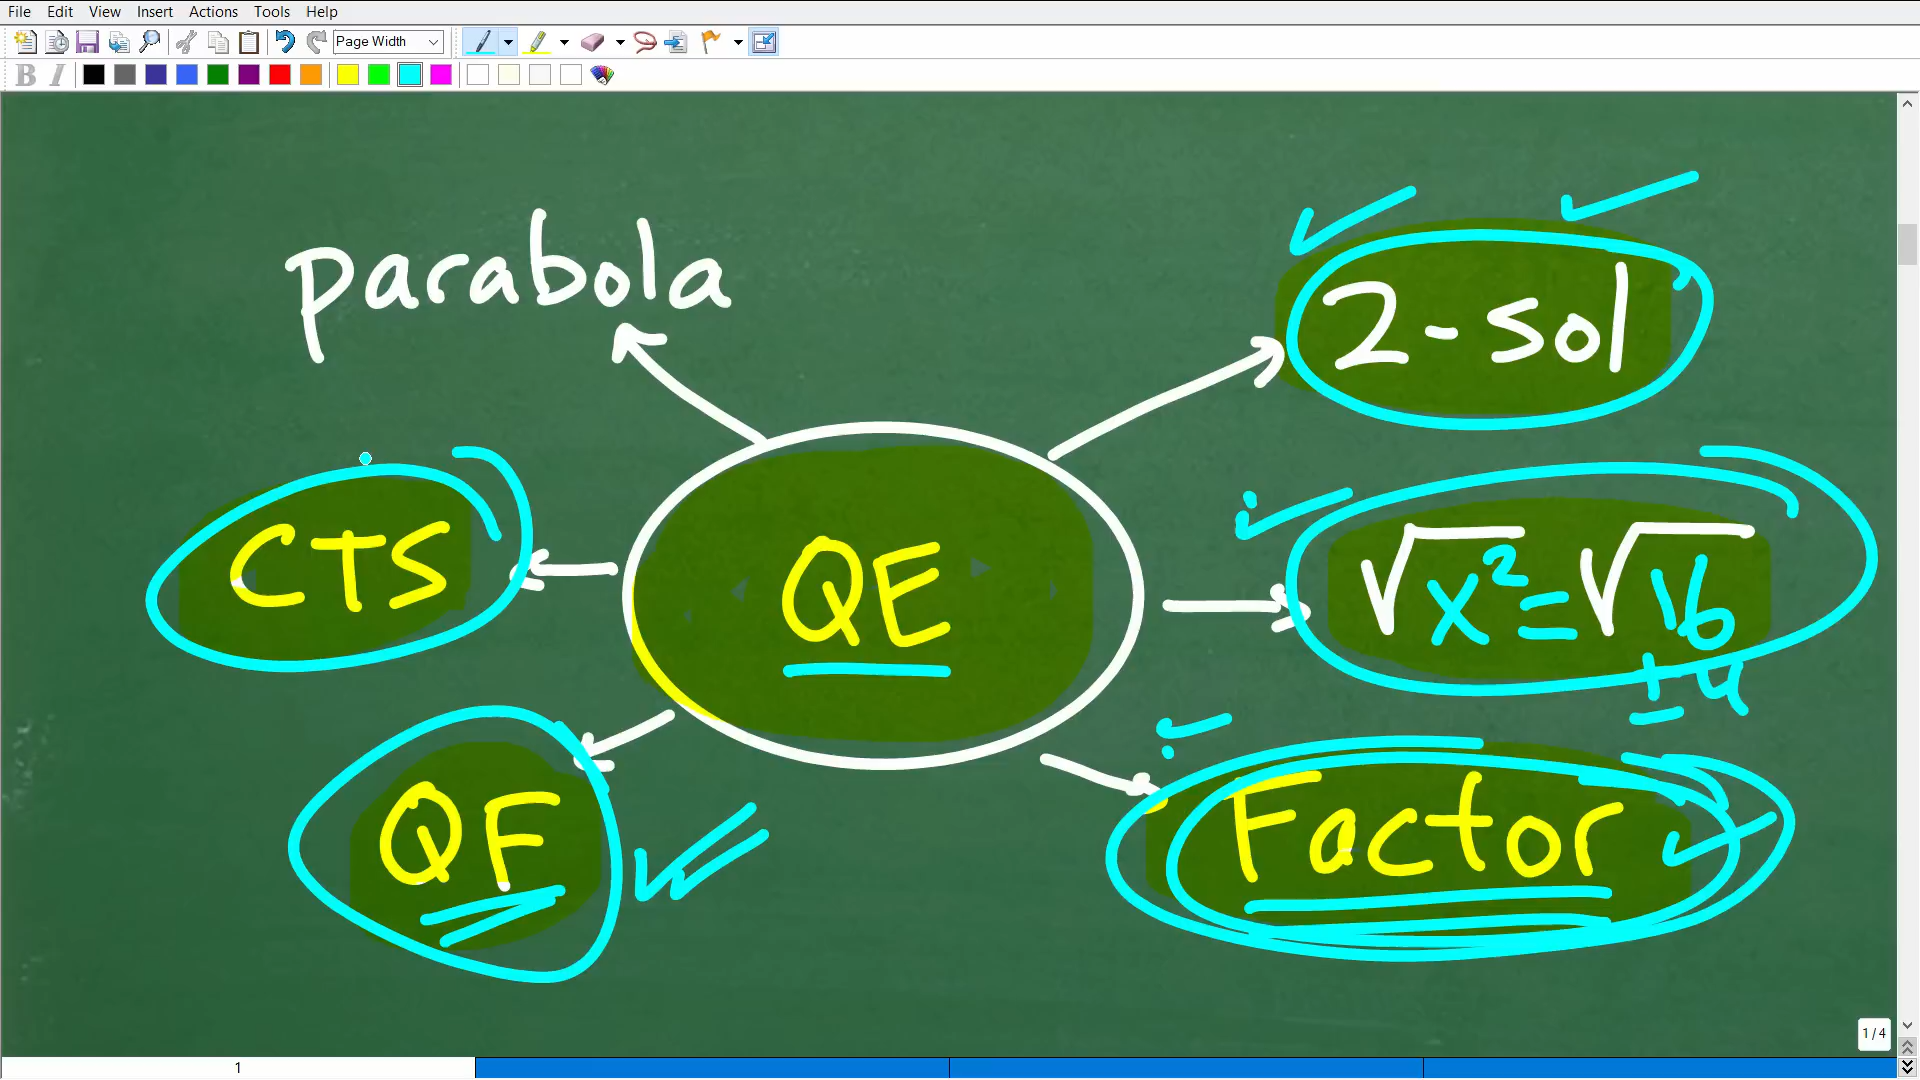 File Edit View Insert Actions Tools Help
Page Width
B I
parabola
2-sol
CTS
QE
√x²=√16
±4
QF
Factor
1/4
1